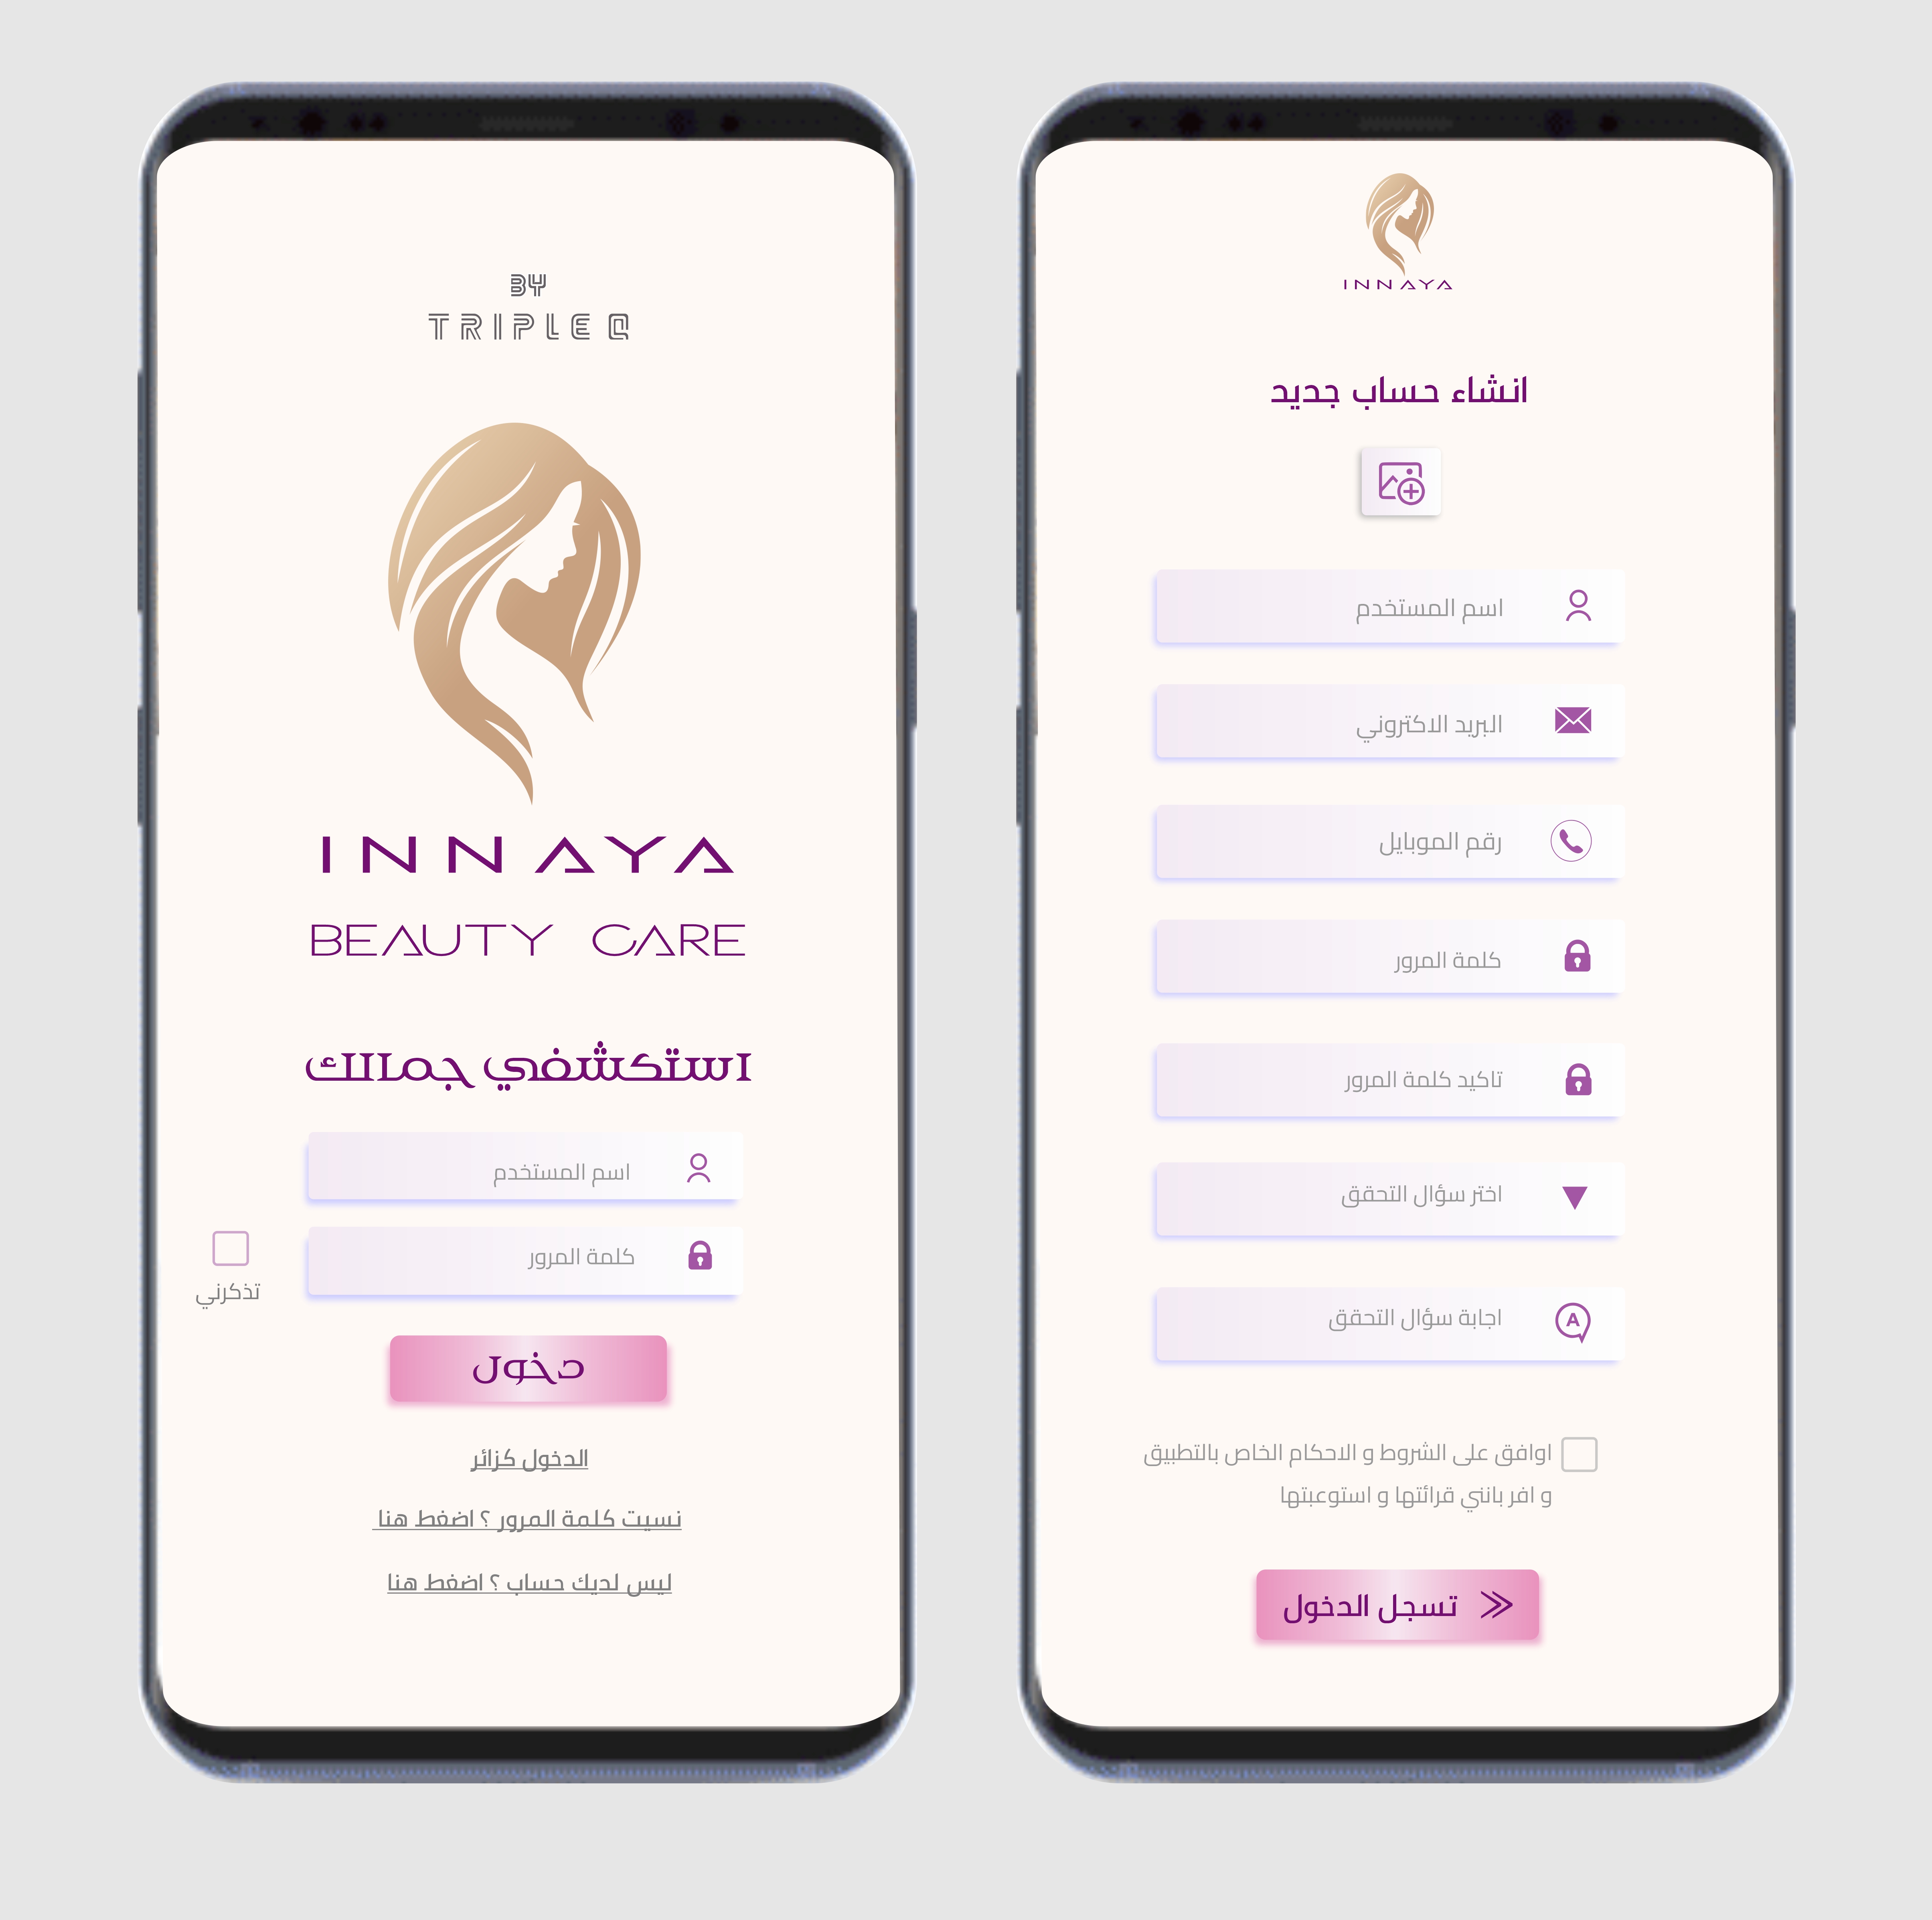 BY
TRIPLE Q
INNAYA
BEAUTY CARE
استكشفي جمالك
اسم المستخدم
كلمة المرور
تذكرني
دخول
الدخول كزائر
نسيت كلمة المرور ؟ اضغط هنا
ليس لديك حساب ؟ اضغط هنا
INNAYA
انشاء حساب جديد
اسم المستخدم
البريد الاكتروني
رقم الموبايل
كلمة المرور
تاكيد كلمة المرور
اختر سؤال التحقق
اجابة سؤال التحقق
A
اوافق على الشروط و الاحكام الخاص بالتطبيق
و افر بانني قرائتها و استوعبتها
تسجل الدخول